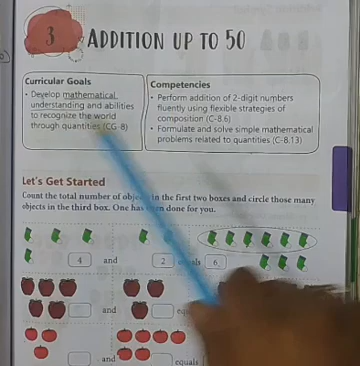 3 ADDITION UP TO 50
Curricular Goals
• Develop mathematical
understanding and abilities
to recognize the world
through quantities (CG-8)
Competencies
• Perform addition of 2-digit numbers
fluently using flexible strategies of
composition (C-8.6)
• Formulate and solve simple mathematical
problems related to quantities (C-8.13)
Let's Get Started
Count the total number of in the first two boxes and circle those many
objects in the third box. One has done for you.
4 and 2 6
and
and equals